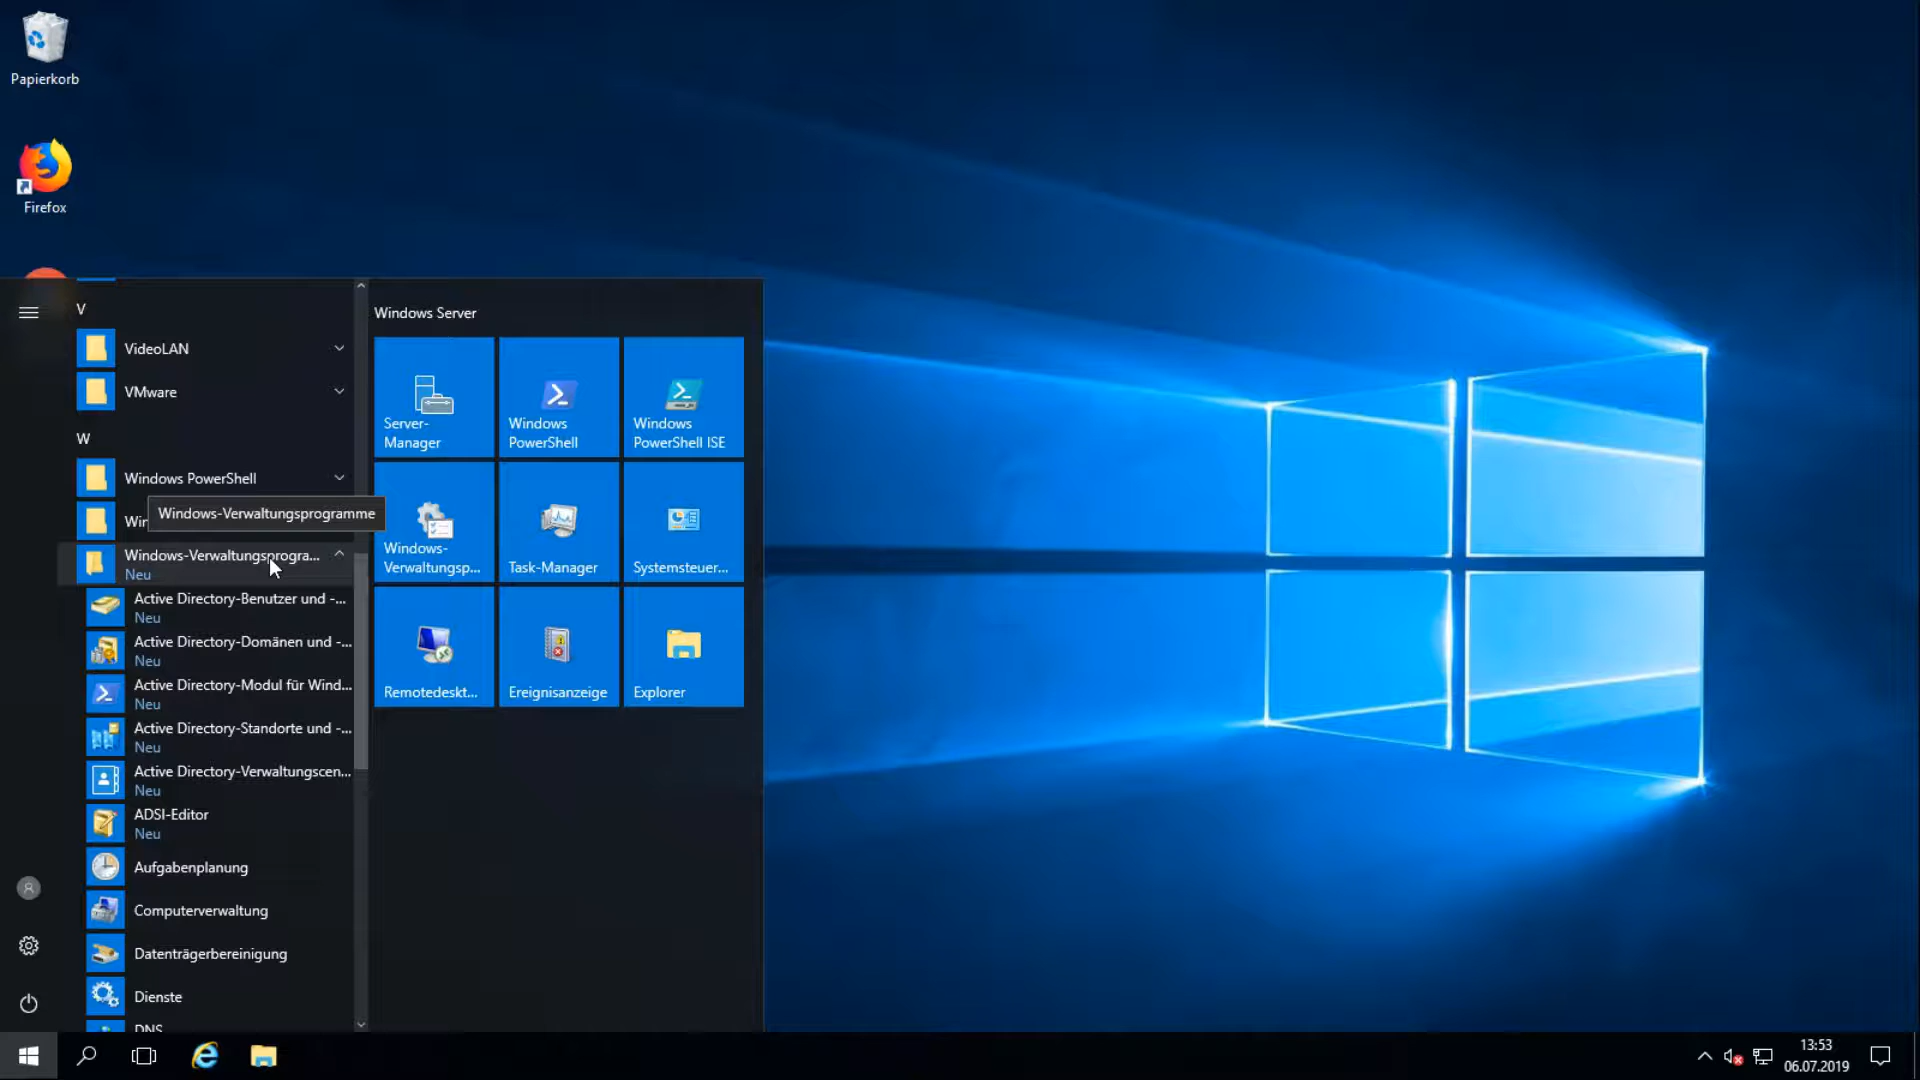 Papierkorb
Firefox
V
VideoLAN
VMware
W
Windows PowerShell
Wir
Windows-Verwaltungsprogramme
Windows-Verwaltungsprogra...
Neu
Active Directory-Benutzer und -...
Neu
Active Directory-Domänen und -...
Neu
Active Directory-Modul für Wind...
Neu
Active Directory-Standorte und -...
Neu
Active Directory-Verwaltungscen...
Neu
ADSI-Editor
Neu
Aufgabenplanung
Computerverwaltung
Datenträgerbereinigung
Dienste
DNS
Windows Server
Server-
Manager
Windows
PowerShell
Windows
PowerShell ISE
Windows-
Verwaltungsp...
Task-Manager
Systemsteuer...
Remotedeskt...
Ereignisanzeige
Explorer
13:53
06.07.2019